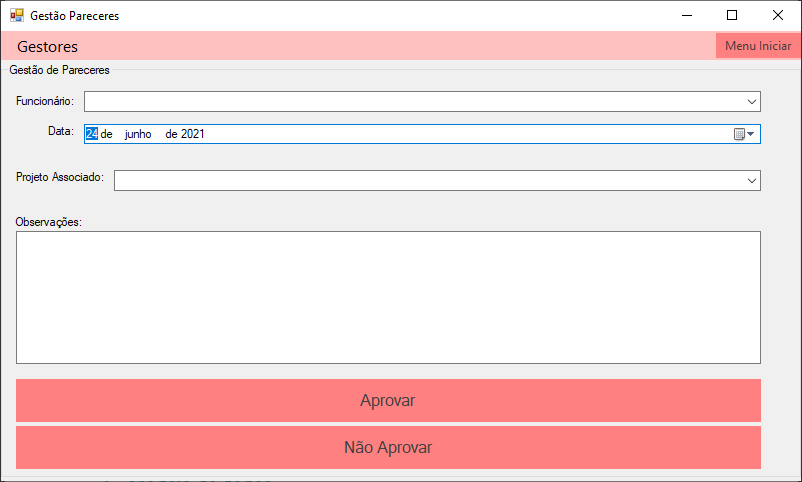 Gestão Pareceres
Gestores
Menu Iniciar
Gestão de Pareceres
Funcionário:
Data: 24 de junho de 2021
Projeto Associado:
Observações:
Aprovar
Não Aprovar